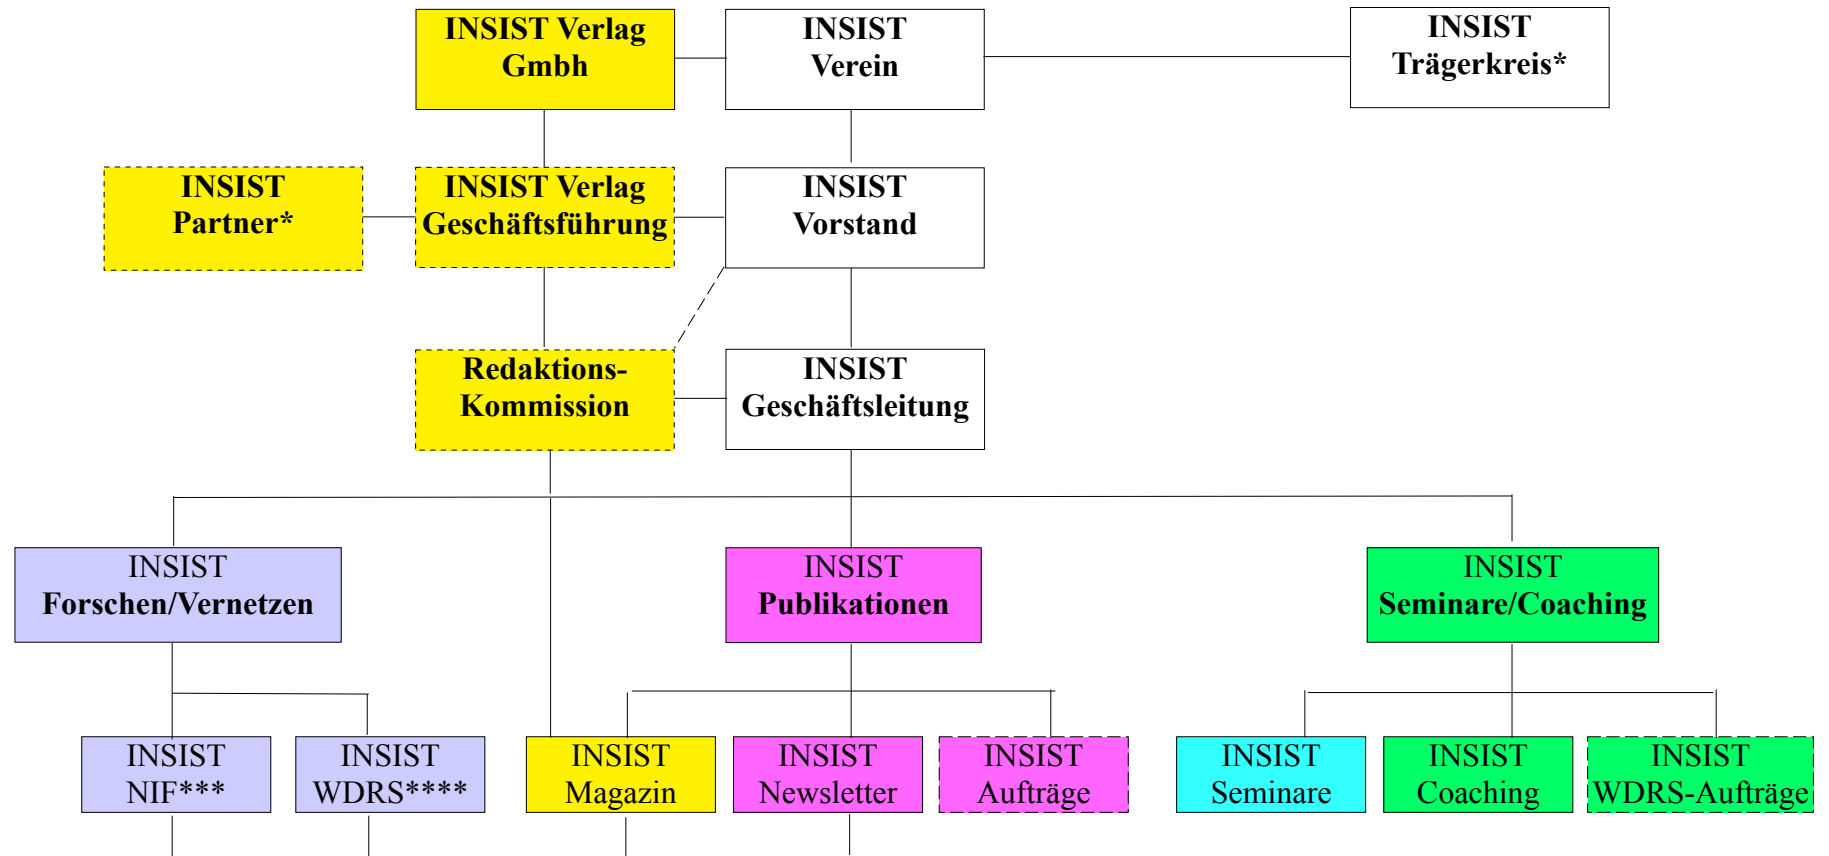 INSIST Verlag
Gmbh
INSIST
Verein
INSIST
Trägerkreis*
INSIST
Partner*
INSIST Verlag
Geschäftsführung
INSIST
Vorstand
Redaktions-
Kommission
INSIST
Geschäftsleitung
INSIST
Forschen/Vernetzen
INSIST
Publikationen
INSIST
Seminare/Coaching
INSIST
NIF***
INSIST
WDRS****
INSIST
Magazin
INSIST
Newsletter
INSIST
Aufträge
INSIST
Seminare
INSIST
Coaching
INSIST
WDRS-Aufträge